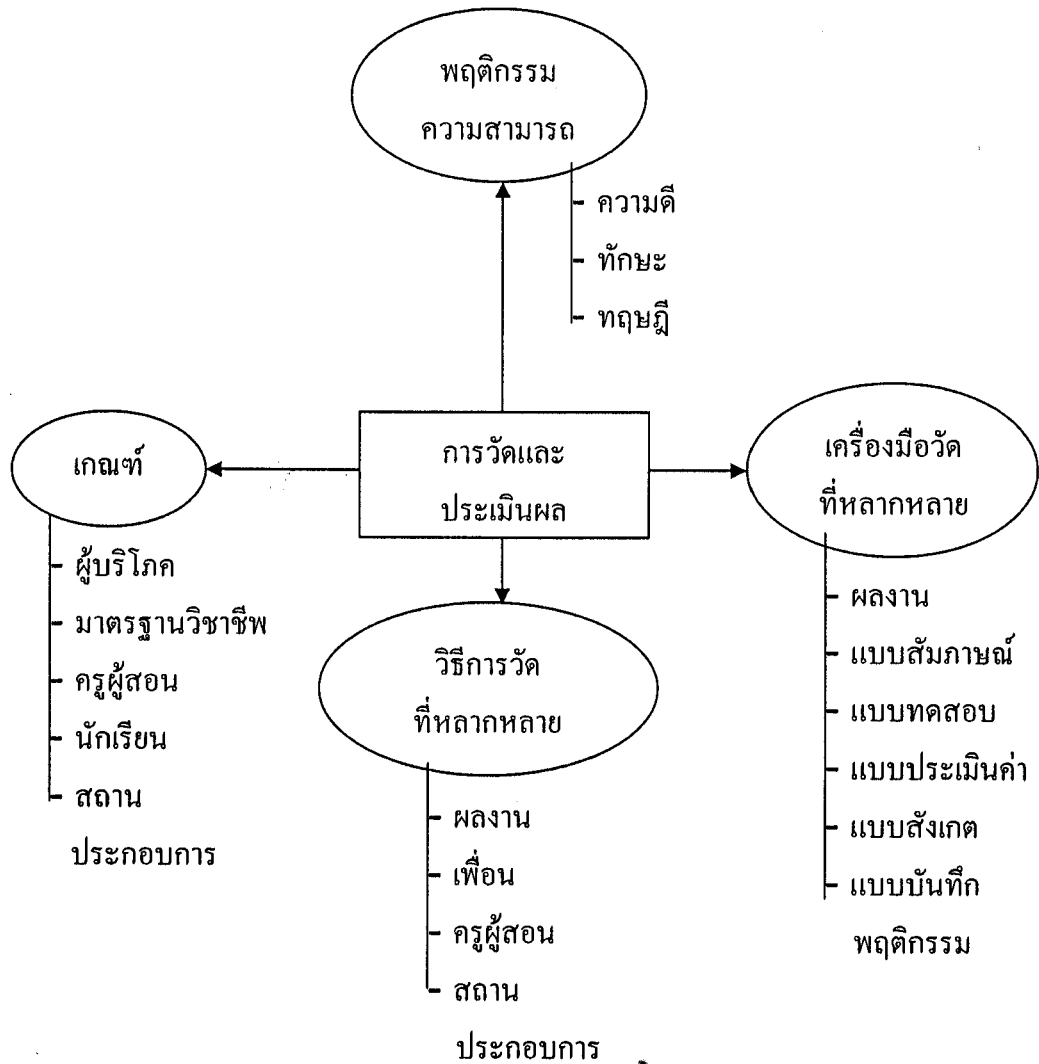 พฤติกรรม
ความสามารถ
- ความดี
- ทักษะ
- ทฤษฎี
เกณฑ์
- ผู้บริโภค
- มาตรฐานวิชาชีพ
- ครูผู้สอน
- นักเรียน
- สถาน
ประกอบการ
การวัดและ
ประเมินผล
วิธีการวัด
ที่หลากหลาย
- ผลงาน
- เพื่อน
- ครูผู้สอน
- สถาน
ประกอบการ
เครื่องมือวัด
ที่หลากหลาย
- ผลงาน
- แบบสัมภาษณ์
- แบบทดสอบ
- แบบประเมินค่า
- แบบสังเกต
- แบบบันทึก
พฤติกรรม